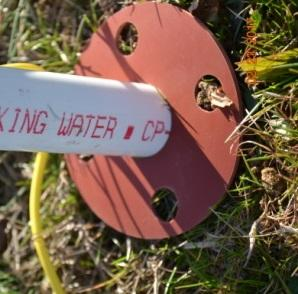 KING WATER ▪ CP-